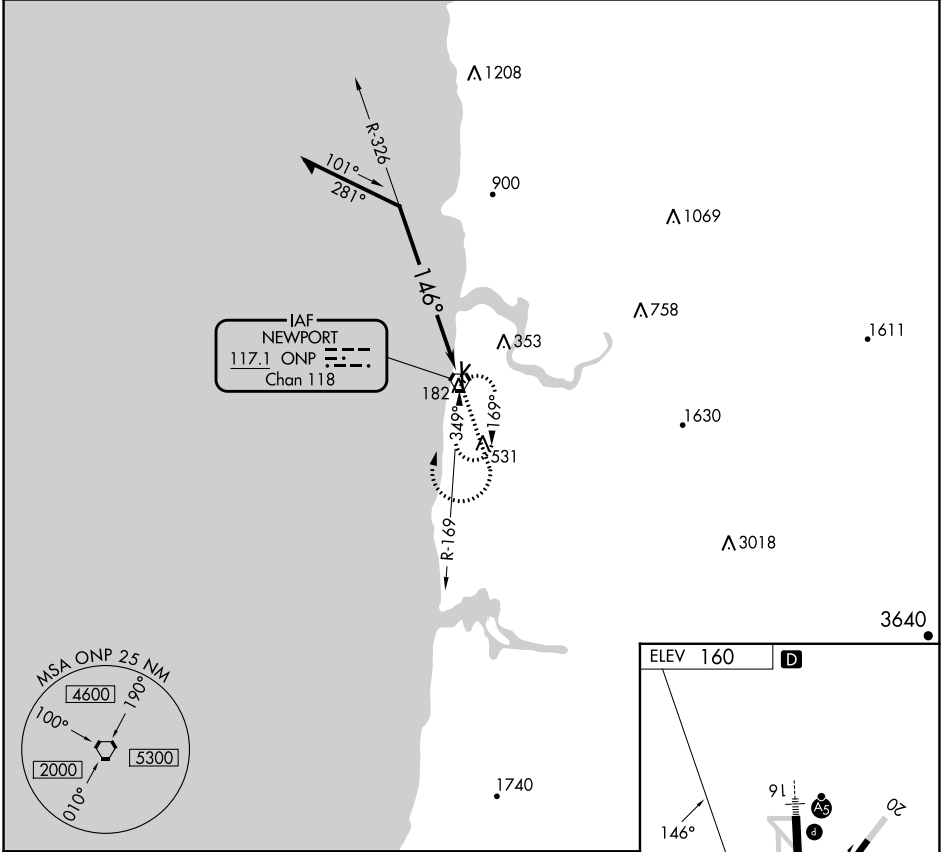 1208
R-326
101°
281°
900
1069
146°
IAF
NEWPORT
117.1 ONP
Chan 118
353
758
1611
182
349°
169°
1630
531
R-169
3018
3640
MSA ONP 25 NM
4600
190°
100°
5300
2000
010°
1740
ELEV 160 D
16
A5
20
P
146°